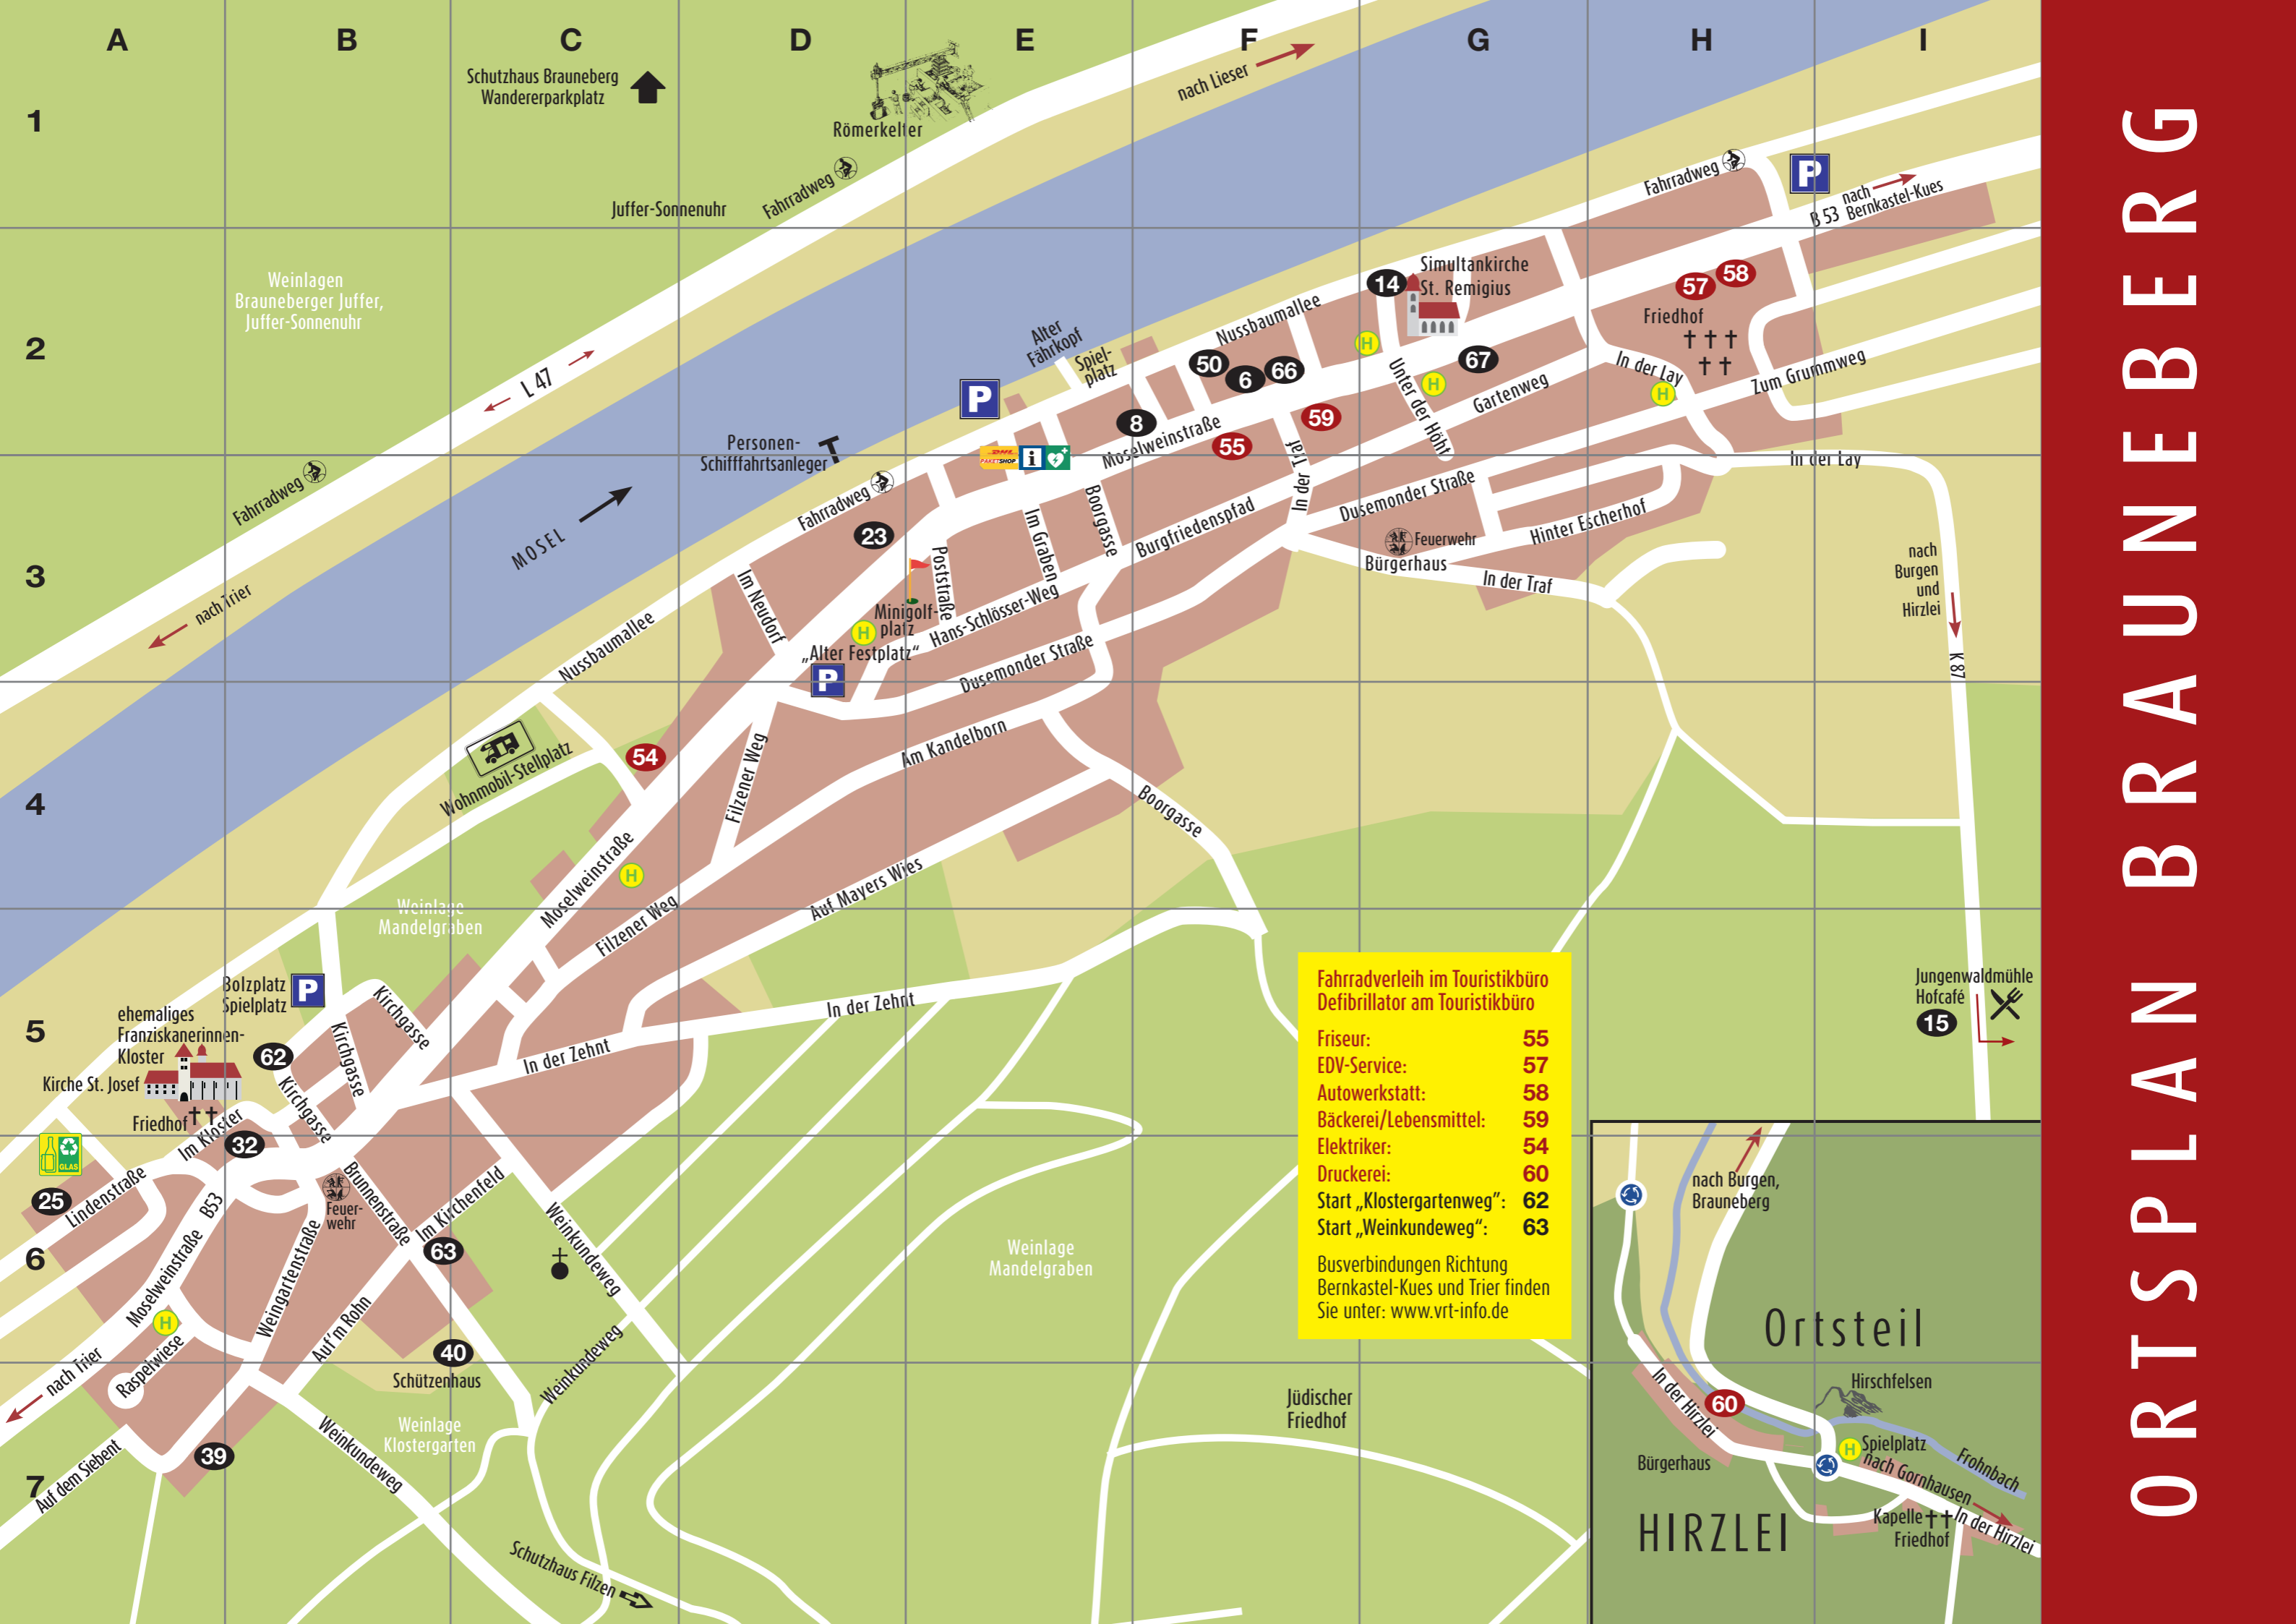 A
B
C
D
E
F
G
H
I
1
2
3
4
5
6
7
ORTSPLAN BRAUNEBERG
Schutzhaus Brauneberg
Wandererparkplatz
Römerkelter
nach Lieser
Fahrradweg
Juffer-Sonnenuhr
Fahrradweg
P
nach
B 53 Bernkastel-Kues
Weinlagen
Brauneberger Juffer,
Juffer-Sonnenuhr
L 47
Simultankirche
St. Remigius
14
57
58
Friedhof
Nussbaumallee
Alter
Fährkopf
Spiel-
platz
50
6
66
H
67
H
Unter der Höht
Gartenweg
In der Lay
H
Zum Grummweg
P
8
59
55
Moselweinstraße
Personen-
Schifffahrtsanleger
DHL
PAKETSHOP
i
In der Traf
In der Lay
Fahrradweg
MOSEL
Fahrradweg
23
Poststraße
Im Graben
Boorgasse
Burgfriedenspfad
Dusemonder Straße
Feuerwehr
Bürgerhaus
Hinter Escherhof
In der Traf
nach
Burgen
und
Hirzlei
K 87
nach Trier
Nussbaumallee
Im Neudorf
Minigolf-
platz
H
„Alter Festplatz“
P
Hans-Schlösser-Weg
Dusemonder Straße
Wohnmobil-Stellplatz
54
Filzener Weg
Am Kandelborn
Boorgasse
Moselweinstraße
H
Auf Mayers Wies
Weinlage
Mandelgraben
Filzener Weg
Bolzplatz
Spielplatz
P
Kirchgasse
Kirchgasse
Kirchgasse
ehemaliges
Franziskanerinnen-
Kloster
62
Kirche St. Josef
Friedhof
Im Kloster
32
In der Zehnt
In der Zehnt
GLAS
25
Lindenstraße
Moselweinstraße B53
Feuer-
wehr
Brunnenstraße
Im Kirchenfeld
63
Weingartenstraße
Auf'm Rohn
Weinkundeweg
Weinkundeweg
Weinlage
Mandelgraben
H
Raspelwiese
nach Trier
40
Schützenhaus
Weinlage
Klostergarten
Weinkundeweg
39
Auf dem Siebent
Schutzhaus Filzen
Jüdischer
Friedhof
Jungenwaldmühle
Hofcafé
15
Fahrradverleih im Touristikbüro
Defibrillator am Touristikbüro
Friseur: 55
EDV-Service: 57
Autowerkstatt: 58
Bäckerei/Lebensmittel: 59
Elektriker: 54
Druckerei: 60
Start „Klostergartenweg”: 62
Start „Weinkundeweg“: 63
Busverbindungen Richtung
Bernkastel-Kues und Trier finden
Sie unter: www.vrt-info.de
nach Burgen,
Brauneberg
Ortsteil
Hirschfelsen
In der Hirzlei
60
H
Spielplatz
nach Gornhausen
Frohnbach
Bürgerhaus
HIRZLEI
Kapelle
Friedhof
In der Hirzlei